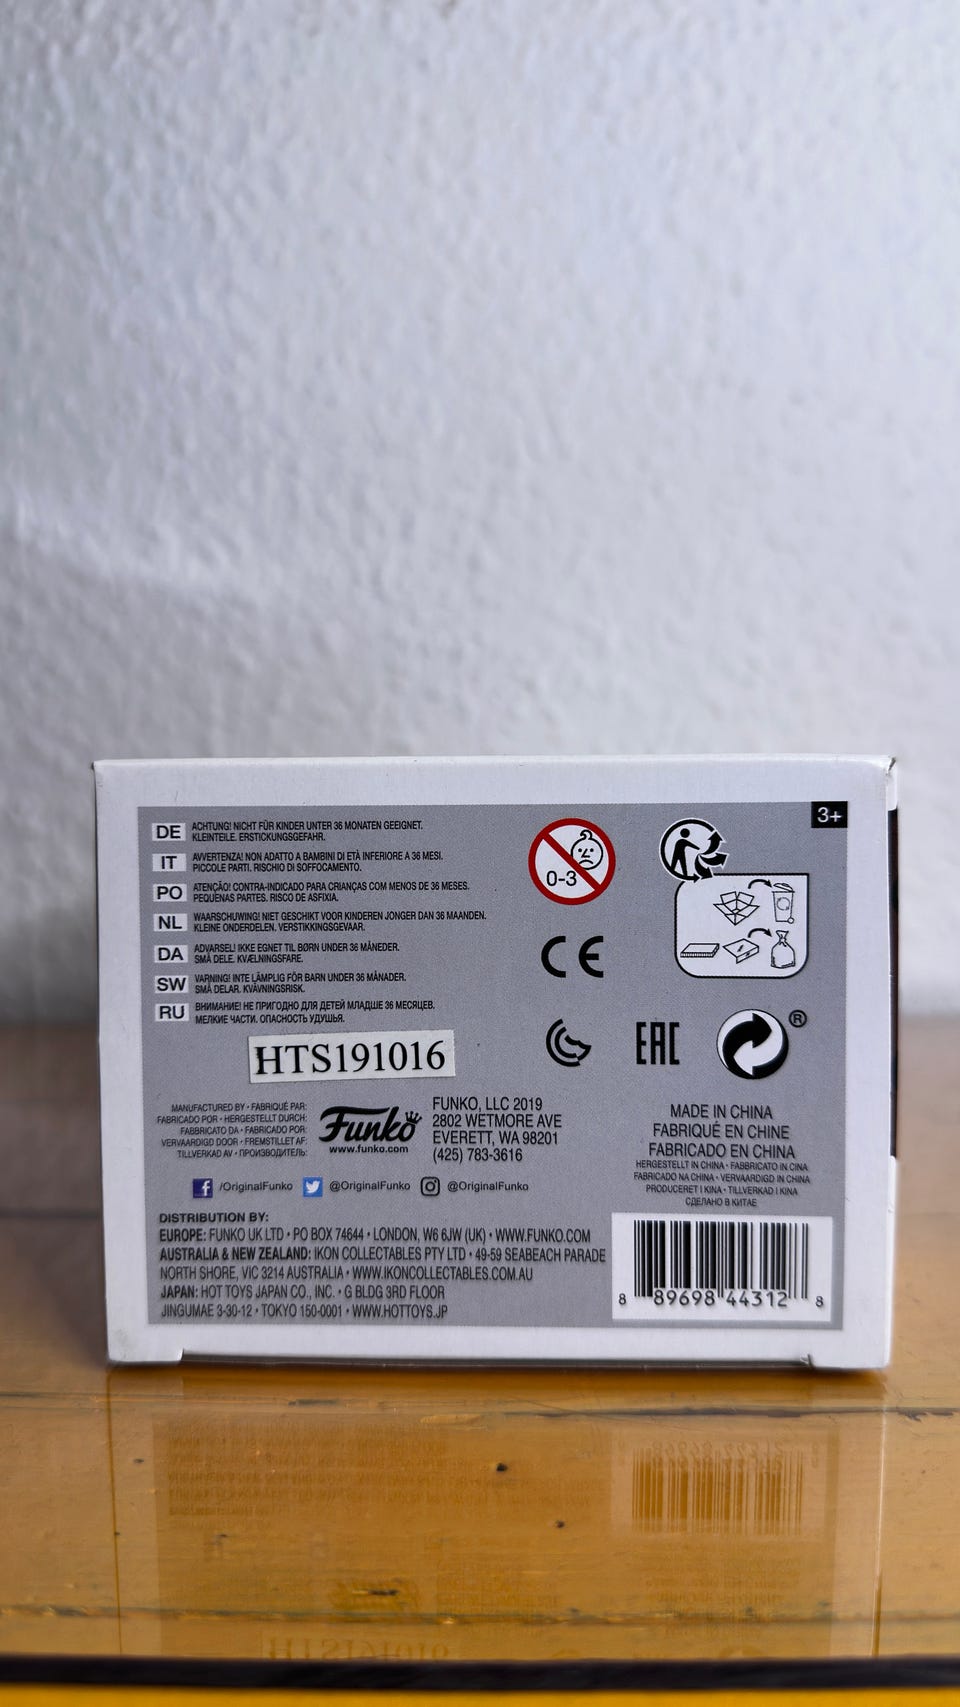 3+
DE ACHTUNG! NICHT FÜR KINDER UNTER 36 MONATEN GEEIGNET.
KLEINTEILE. ERSTICKUNGSGEFAHR.
IT AVVERTENZA! NON ADATTO A BAMBINI DI ETÀ INFERIORE A 36 MESI.
PICCOLE PARTI. RISCHIO DI SOFFOCAMENTO.
PO ATENÇÃO! CONTRA-INDICADO PARA CRIANÇAS COM MENOS DE 36 MESES.
PEQUENAS PARTES. RISCO DE ASFIXIA.
NL WAARSCHUWING! NIET GESCHIKT VOOR KINDEREN JONGER DAN 36 MAANDEN.
KLEINE ONDERDELEN. VERSTIKKINGSGEVAAR.
DA ADVARSEL! IKKE EGNET TIL BØRN UNDER 36 MÅNEDER.
SMÅ DELE. KVÆLNINGSFARE.
SW VARNING! INTE LÄMPLIG FÖR BARN UNDER 36 MÅNADER.
SMÅ DELAR. KVÄVNINGSRISK.
RU ВНИМАНИЕ! НЕ ПРИГОДНО ДЛЯ ДЕТЕЙ МЛАДШЕ 36 МЕСЯЦЕВ.
МЕЛКИЕ ЧАСТИ. ОПАСНОСТЬ УДУШЬЯ.
0-3
CE
EAC
®
HTS191016
MANUFACTURED BY • FABRIQUÉ PAR:
FABRICADO POR • HERGESTELLT DURCH:
FABBRICATO DA • FABRICADO POR:
VERVAARDIGD DOOR • FREMSTILLET AF:
TILLVERKAD AV • ПРОИЗВОДИТЕЛЬ:
Funko
www.funko.com
FUNKO, LLC 2019
2802 WETMORE AVE
EVERETT, WA 98201
(425) 783-3616
MADE IN CHINA
FABRIQUÉ EN CHINE
FABRICADO EN CHINA
HERGESTELLT IN CHINA • FABBRICATO IN CINA
FABRICADO NA CHINA • VERVAARDIGD IN CHINA
PRODUCERET I KINA • TILLVERKAD I KINA
СДЕЛАНО В КИТАЕ
/OriginalFunko @OriginalFunko @OriginalFunko
DISTRIBUTION BY:
EUROPE: FUNKO UK LTD • PO BOX 74644 • LONDON, W6 6JW (UK) • WWW.FUNKO.COM
AUSTRALIA & NEW ZEALAND: IKON COLLECTABLES PTY LTD • 49-59 SEABEACH PARADE
NORTH SHORE, VIC 3214 AUSTRALIA • WWW.IKONCOLLECTABLES.COM.AU
JAPAN: HOT TOYS JAPAN CO., INC. • G BLDG 3RD FLOOR
JINGUMAE 3-30-12 • TOKYO 150-0001 • WWW.HOTTOYS.JP
8 89698 44312 8